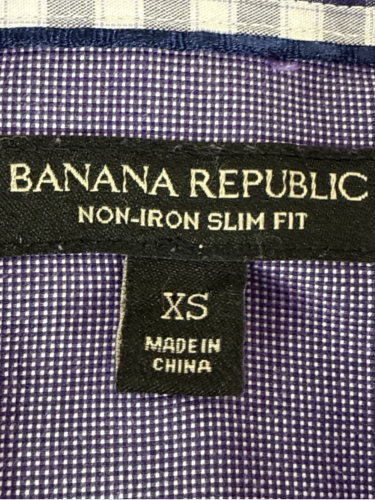 BANANA REPUBLIC
NON-IRON SLIM FIT
XS
MADE IN
CHINA